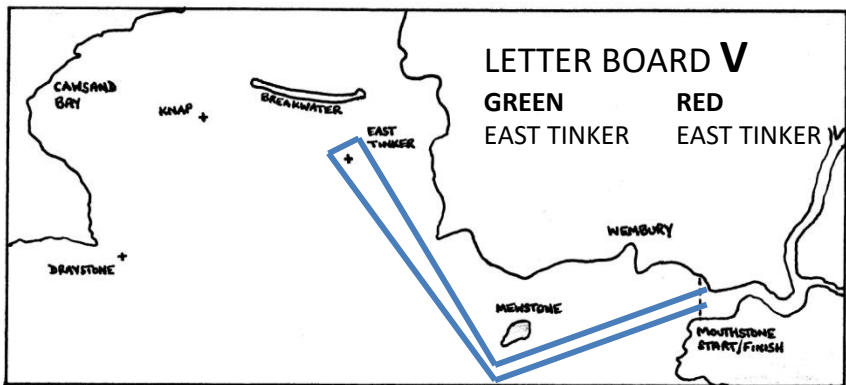 LETTER BOARD V
GREEN RED
EAST TINKER EAST TINKER
CAWSAND
BAY
KNAP
BREAKWATER
EAST
TINKER
DRAYSTONE
WEMBURY
MEWSTONE
MOUTHSTONE
START/FINISH